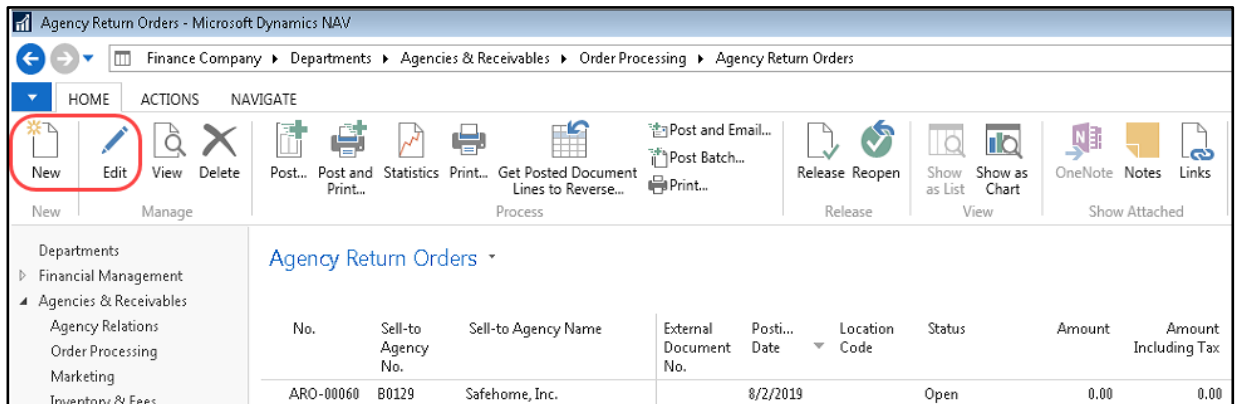 Agency Return Orders - Microsoft Dynamics NAV
Finance Company ▸ Departments ▸ Agencies & Receivables ▸ Order Processing ▸ Agency Return Orders
HOME ACTIONS NAVIGATE
New Edit View Delete Post... Post and Print... Statistics Print... Get Posted Document Lines to Reverse... Post and Email... Post Batch... Print... Release Reopen Show as List Show as Chart OneNote Notes Links
New Manage Process Release View Show Attached
Departments
Financial Management
Agencies & Receivables
Agency Relations
Order Processing
Marketing
Inventory & Fees
Agency Return Orders
No. Sell-to Agency No. Sell-to Agency Name External Document No. Posti... Date Location Code Status Amount Amount Including Tax
ARO-00060 B0129 Safehome, Inc. 8/2/2019 Open 0.00 0.00